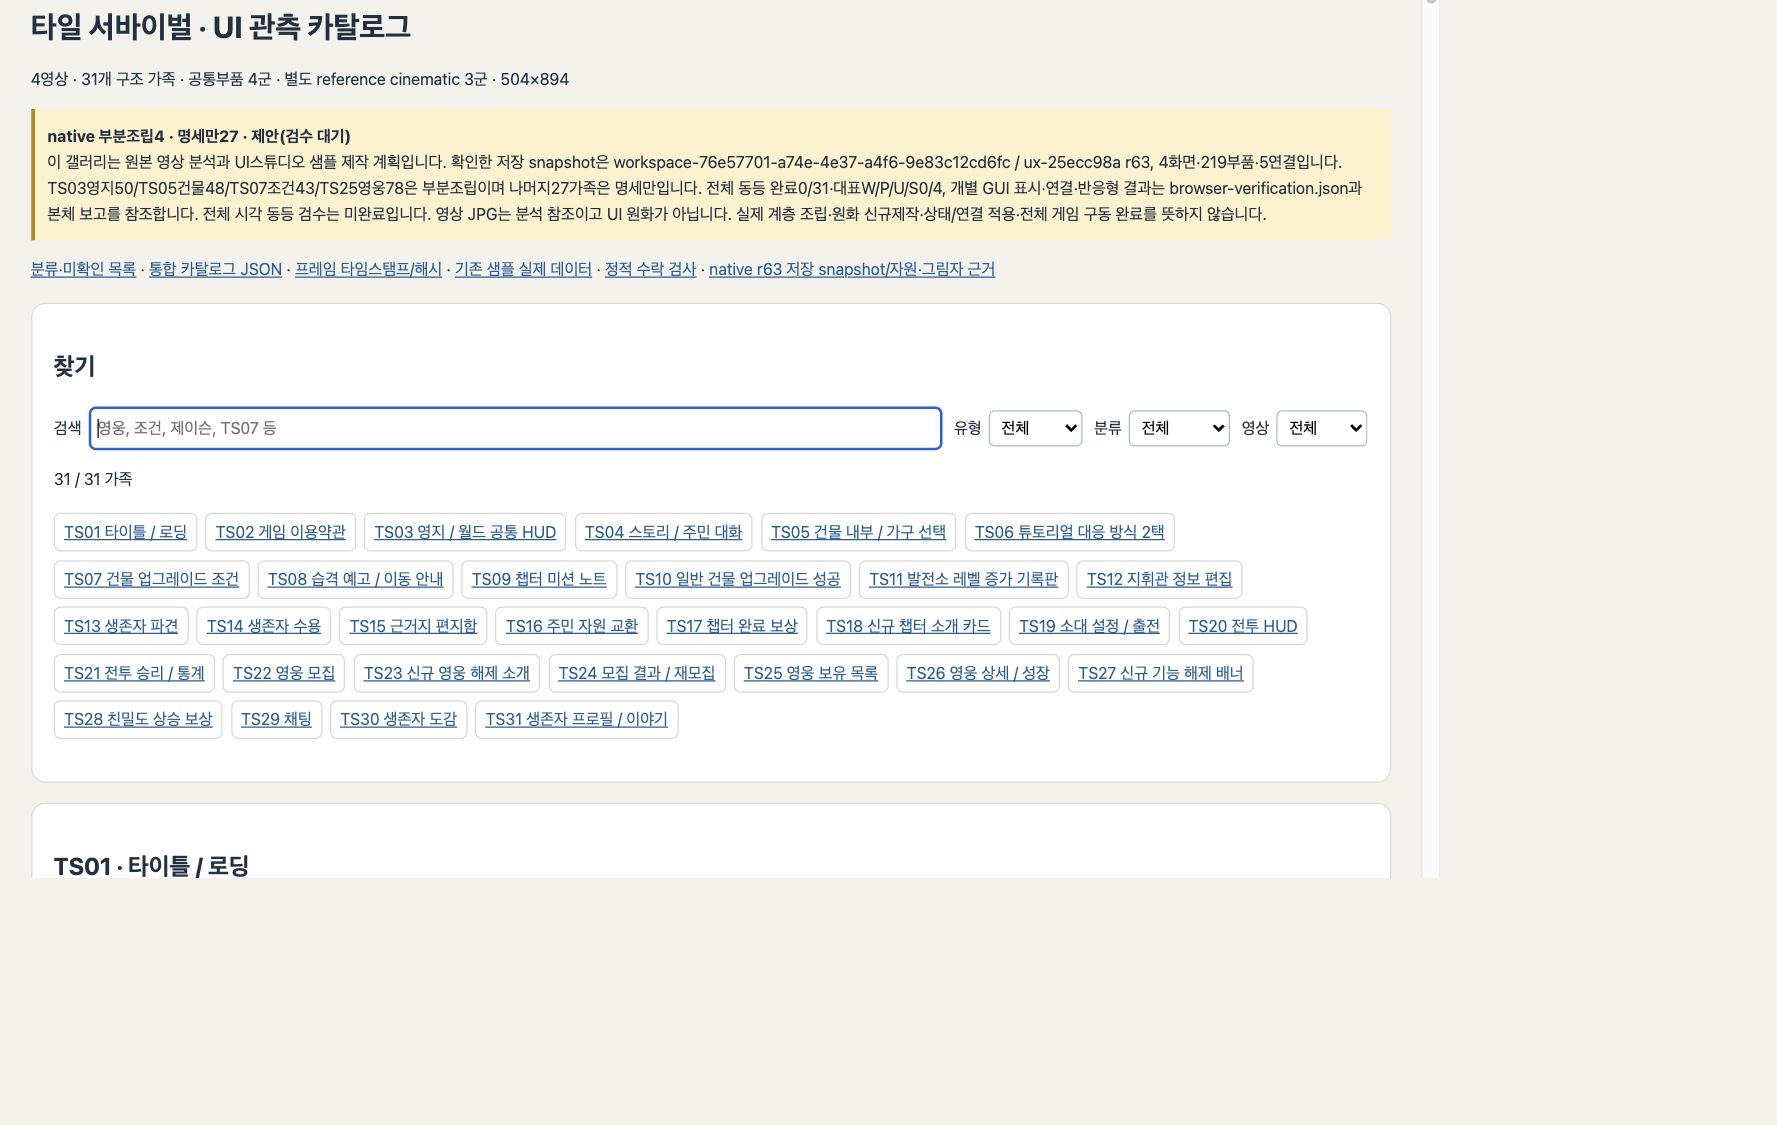 타일 서바이벌 · UI 관측 카탈로그
4영상 · 31개 구조 가족 · 공통부품 4군 · 별도 reference cinematic 3군 · 504×894
native 부분조립4 · 명세만27 · 제안(검수 대기)
이 갤러리는 원본 영상 분석과 UI스튜디오 샘플 제작 계획입니다. 확인한 저장 snapshot은 workspace-76e57701-a74e-4e37-a4f6-9e83c12cd6fc / ux-25ecc98a r63, 4화면·219부품·5연결입니다.
TS03영지50/TS05건물48/TS07조건43/TS25영웅78은 부분조립이며 나머지27가족은 명세만입니다. 전체 동등 완료0/31·대표W/P/U/S0/4, 개별 GUI 표시·연결·반응형 결과는 browser-verification.json과
본체 보고를 참조합니다. 전체 시각 동등 검수는 미완료입니다. 영상 JPG는 분석 참조이고 UI 원화가 아닙니다. 실제 계층 조립·원화 신규제작·상태/연결 적용·전체 게임 구동 완료를 뜻하지 않습니다.
분류·미확인 목록 · 통합 카탈로그 JSON · 프레임 타임스탬프/해시 · 기존 샘플 실제 데이터 · 정적 수락 검사 · native r63 저장 snapshot/자원·그림자 근거
찾기
검색 영웅, 조건, 제이슨, TS07 등 유형 전체 분류 전체 영상 전체
31 / 31 가족
TS01 타이틀 / 로딩 TS02 게임 이용약관 TS03 영지 / 월드 공통 HUD TS04 스토리 / 주민 대화 TS05 건물 내부 / 가구 선택 TS06 튜토리얼 대응 방식 2택
TS07 건물 업그레이드 조건 TS08 습격 예고 / 이동 안내 TS09 챕터 미션 노트 TS10 일반 건물 업그레이드 성공 TS11 발전소 레벨 증가 기록판 TS12 지휘관 정보 편집
TS13 생존자 파견 TS14 생존자 수용 TS15 근거지 편지함 TS16 주민 자원 교환 TS17 챕터 완료 보상 TS18 신규 챕터 소개 카드 TS19 소대 설정 / 출전 TS20 전투 HUD
TS21 전투 승리 / 통계 TS22 영웅 모집 TS23 신규 영웅 해제 소개 TS24 모집 결과 / 재모집 TS25 영웅 보유 목록 TS26 영웅 상세 / 성장 TS27 신규 기능 해제 배너
TS28 친밀도 상승 보상 TS29 채팅 TS30 생존자 도감 TS31 생존자 프로필 / 이야기
TS01 · 타이틀 / 로딩